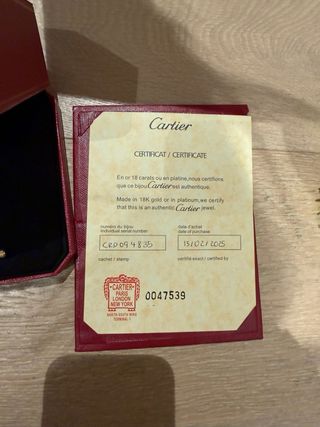 Cartier
CERTIFICAT / CERTIFICATE
En or 18 carats ou en platine,nous certifions
que ce bijou Cartier est authentique.
Made in 18K gold or in platinum,we certify
that this is an authentic Cartier jewel.
numéro du bijou
individual serial number
date d'achat
date of purchase
CRD094835
15/02/2025
cachet / stamp
certifié exact / certified by
CARTIER
PARIS
LONDON
NEW YORK
TERMINAL
0047539